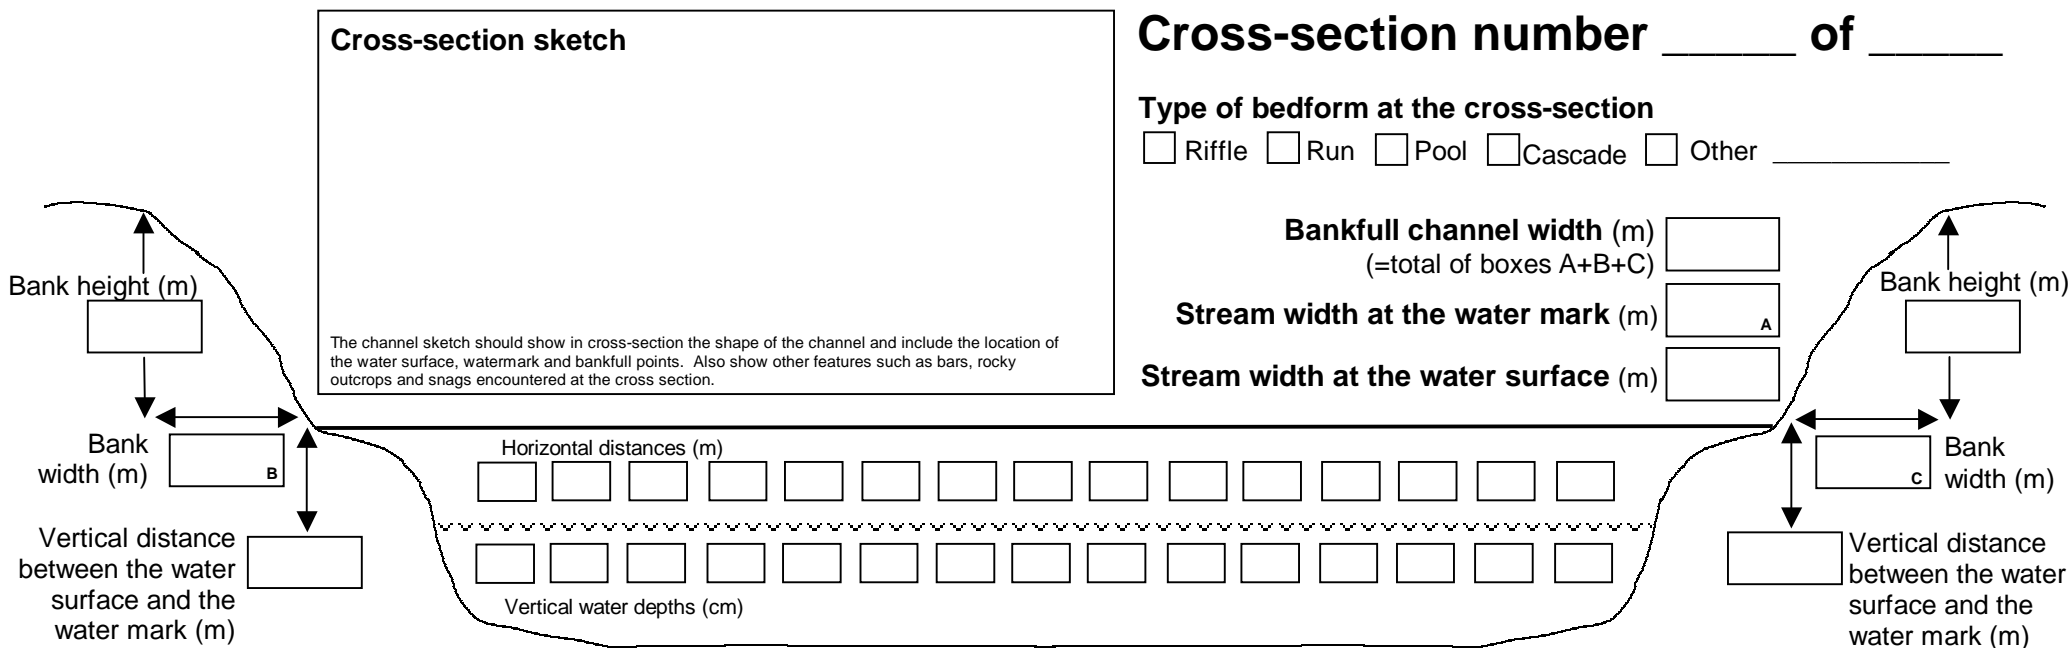 Cross-section sketch
The channel sketch should show in cross-section the shape of the channel and include the location of
the water surface, watermark and bankfull points. Also show other features such as bars, rocky
outcrops and snags encountered at the cross section.
Cross-section number _____ of _____
Type of bedform at the cross-section
Riffle Run Pool Cascade Other ____________
Bankfull channel width (m)
(=total of boxes A+B+C)
Stream width at the water mark (m) A
Stream width at the water surface (m)
Bank height (m)
Bank
width (m) B
Vertical distance
between the water
surface and the
water mark (m)
Horizontal distances (m)
Vertical water depths (cm)
Bank height (m)
C Bank
width (m)
Vertical distance
between the water
surface and the
water mark (m)